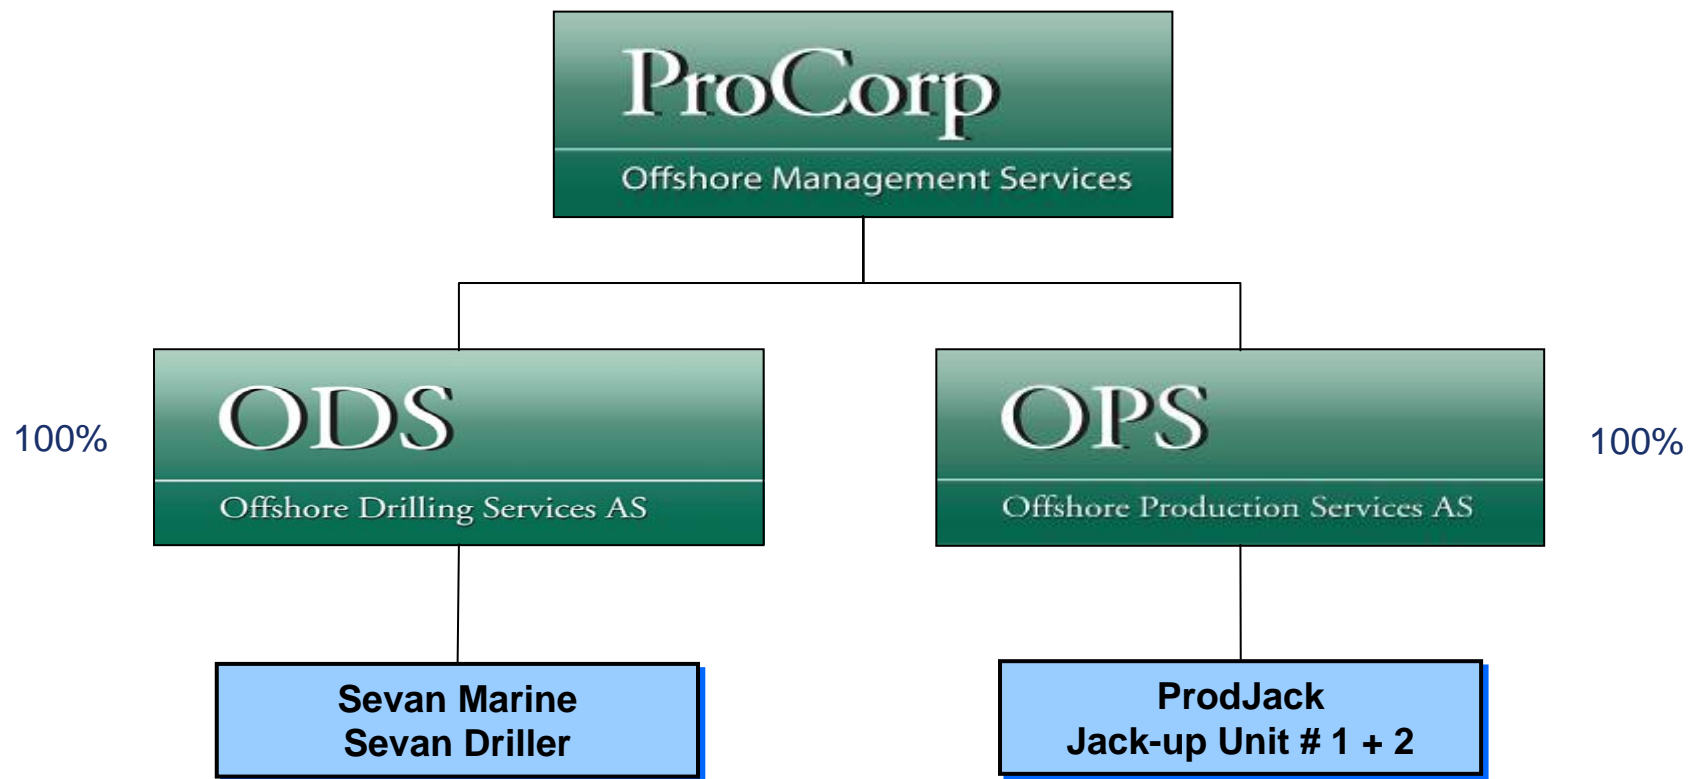 ProCorp
Offshore Management Services
100%
ODS
Offshore Drilling Services AS
OPS
Offshore Production Services AS
100%
Sevan Marine
Sevan Driller
ProdJack
Jack-up Unit # 1 + 2